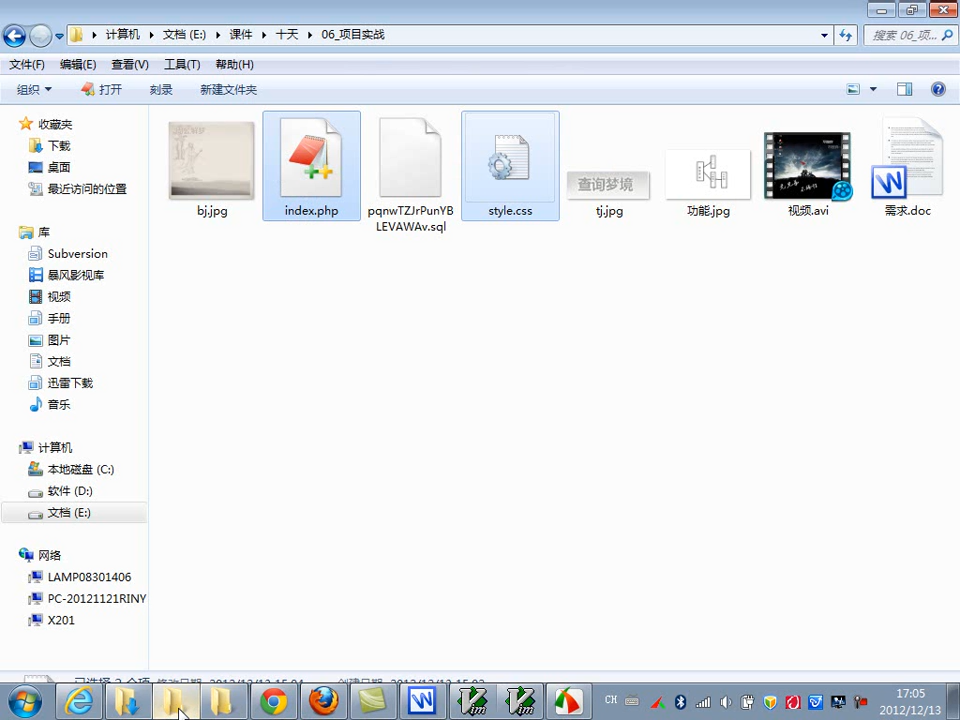 计算机 文档 (E:) 课件 十天 06_项目实战
搜索 06_项...
文件(F) 编辑(E) 查看(V) 工具(T) 帮助(H)
组织 打开 刻录 新建文件夹
收藏夹
下载
桌面
最近访问的位置
库
Subversion
暴风影视库
视频
手册
图片
文档
迅雷下载
音乐
计算机
本地磁盘 (C:)
软件 (D:)
文档 (E:)
网络
LAMP08301406
PC-20121121RINY
X201
bj.jpg
index.php
pqnwTZJrPunYB
LEVAWAv.sql
style.css
查询梦境
tj.jpg
功能.jpg
视频.avi
需求.doc
CH
17:05
2012/12/13